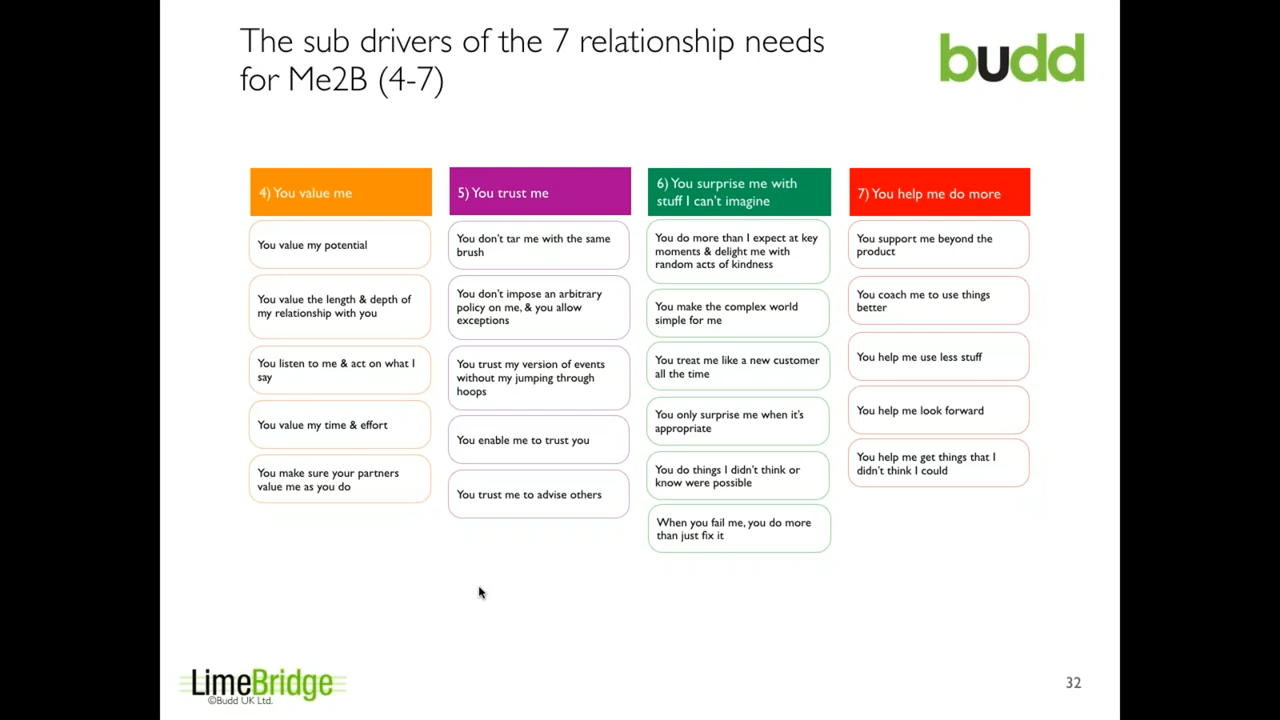 The sub drivers of the 7 relationship needs
for Me2B (4-7)
budd
4) You value me
You value my potential
You value the length & depth of
my relationship with you
You listen to me & act on what I
say
You value my time & effort
You make sure your partners
value me as you do
5) You trust me
You don't tar me with the same
brush
You don't impose an arbitrary
policy on me, & you allow
exceptions
You trust my version of events
without my jumping through
hoops
You enable me to trust you
You trust me to advise others
6) You surprise me with
stuff I can't imagine
You do more than I expect at key
moments & delight me with
random acts of kindness
You make the complex world
simple for me
You treat me like a new customer
all the time
You only surprise me when it's
appropriate
You do things I didn't think or
know were possible
When you fail me, you do more
than just fix it
7) You help me do more
You support me beyond the
product
You coach me to use things
better
You help me use less stuff
You help me look forward
You help me get things that I
didn't think I could
LimeBridge
©Budd UK Ltd.
32